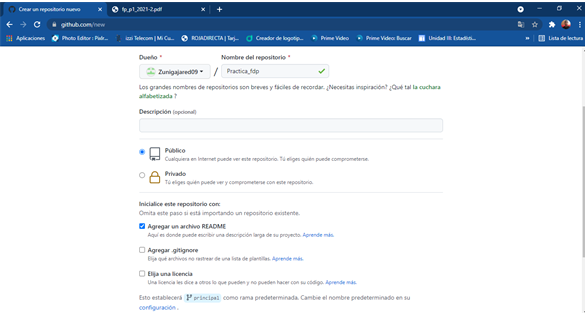 Crear un repositorio nuevo
fp_p1_2021-2.pdf
github.com/new
Aplicaciones
Photo Editor : Pixlr...
izzi Telecom | Mi Cu...
ROJADIRECTA | Tarj...
Creador de logotip...
Prime Video
Prime Video: Buscar
Unidad III: Estadísti...
Lista de lectura
Dueño *
Nombre del repositorio *
Zunigajared09
/
Practica_fdp
Los grandes nombres de repositorios son breves y fáciles de recordar. ¿Necesitas inspiración? ¿Qué tal la cuchara
alfabetizada ?
Descripción (opcional)
Público
Cualquiera en Internet puede ver este repositorio. Tú eliges quién puede comprometerse.
Privado
Tú eliges quién puede ver y comprometerse con este repositorio.
Inicialice este repositorio con:
Omita este paso si está importando un repositorio existente.
Agregar un archivo README
Aquí es donde puede escribir una descripción larga de su proyecto. Aprende más.
Agregar .gitignore
Elija qué archivos no rastrear de una lista de plantillas. Aprende más.
Elija una licencia
Una licencia les dice a otros lo que pueden y no pueden hacer con su código. Aprende más.
Esto establecerá principal como rama predeterminada. Cambie el nombre predeterminado en su
configuración .